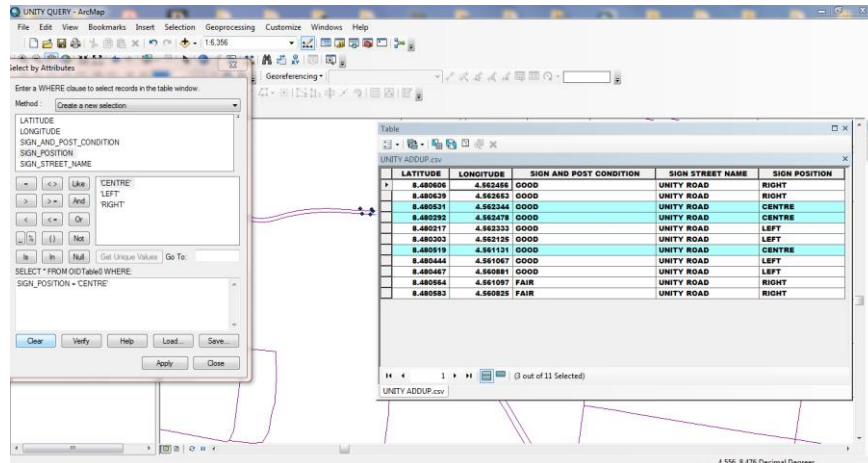 UNITY QUERY - ArcMap
File Edit View Bookmarks Insert Selection Geoprocessing Customize Windows Help
1:6,356
Select by Attributes
Georeferencing
Enter a WHERE clause to select records in the table window.
Method : Create a new selection
LATITUDE
LONGITUDE
SIGN_AND_POST_CONDITION
SIGN_POSITION
SIGN_STREET_NAME
= <> Like 'CENTRE'
'LEFT'
> >= And 'RIGHT'
< <= Or
_ % () Not
Is In Null Get Unique Values Go To:
SELECT * FROM OIDTable0 WHERE:
SIGN_POSITION = 'CENTRE'
Clear Verify Help Load... Save...
Apply Close
Table
UNITY ADDUP.csv
LATITUDE LONGITUDE SIGN AND POST CONDITION SIGN STREET NAME SIGN POSITION
8.480606 4.562456 GOOD UNITY ROAD RIGHT
8.480639 4.562653 GOOD UNITY ROAD RIGHT
8.480531 4.562344 GOOD UNITY ROAD CENTRE
8.480292 4.562478 GOOD UNITY ROAD CENTRE
8.480217 4.562333 GOOD UNITY ROAD LEFT
8.480303 4.562125 GOOD UNITY ROAD LEFT
8.480519 4.561131 GOOD UNITY ROAD CENTRE
8.480444 4.561067 GOOD UNITY ROAD LEFT
8.480467 4.560881 GOOD UNITY ROAD LEFT
8.480564 4.561097 FAIR UNITY ROAD RIGHT
8.480583 4.560825 FAIR UNITY ROAD RIGHT
1 (3 out of 11 Selected)
UNITY ADDUP.csv
4.556 8.476 Decimal Degrees